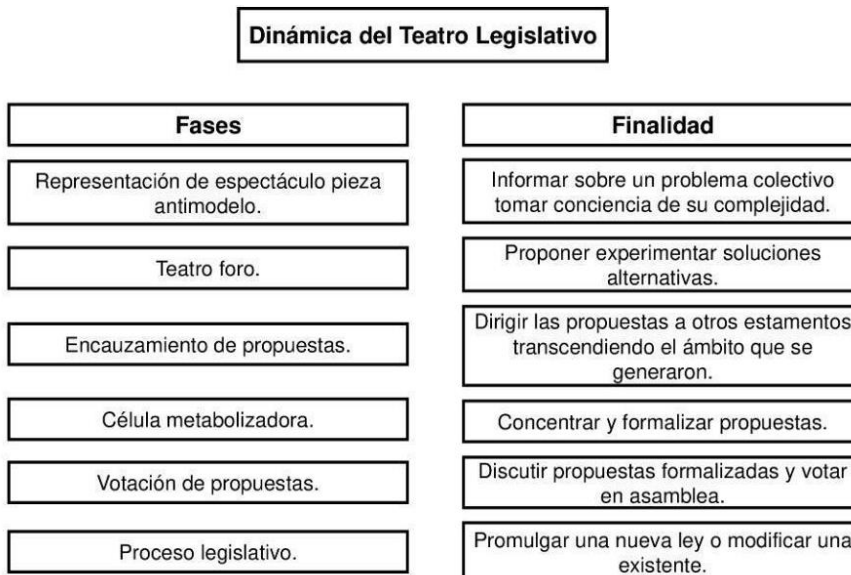 Dinámica del Teatro Legislativo
Fases
Finalidad
Representación de espectáculo pieza
antimodelo.
Informar sobre un problema colectivo
tomar conciencia de su complejidad.
Teatro foro.
Proponer experimentar soluciones
alternativas.
Encauzamiento de propuestas.
Dirigir las propuestas a otros estamentos
transcendiendo el ámbito que se
generaron.
Célula metabolizadora.
Concentrar y formalizar propuestas.
Votación de propuestas.
Discutir propuestas formalizadas y votar
en asamblea.
Proceso legislativo.
Promulgar una nueva ley o modificar una
existente.